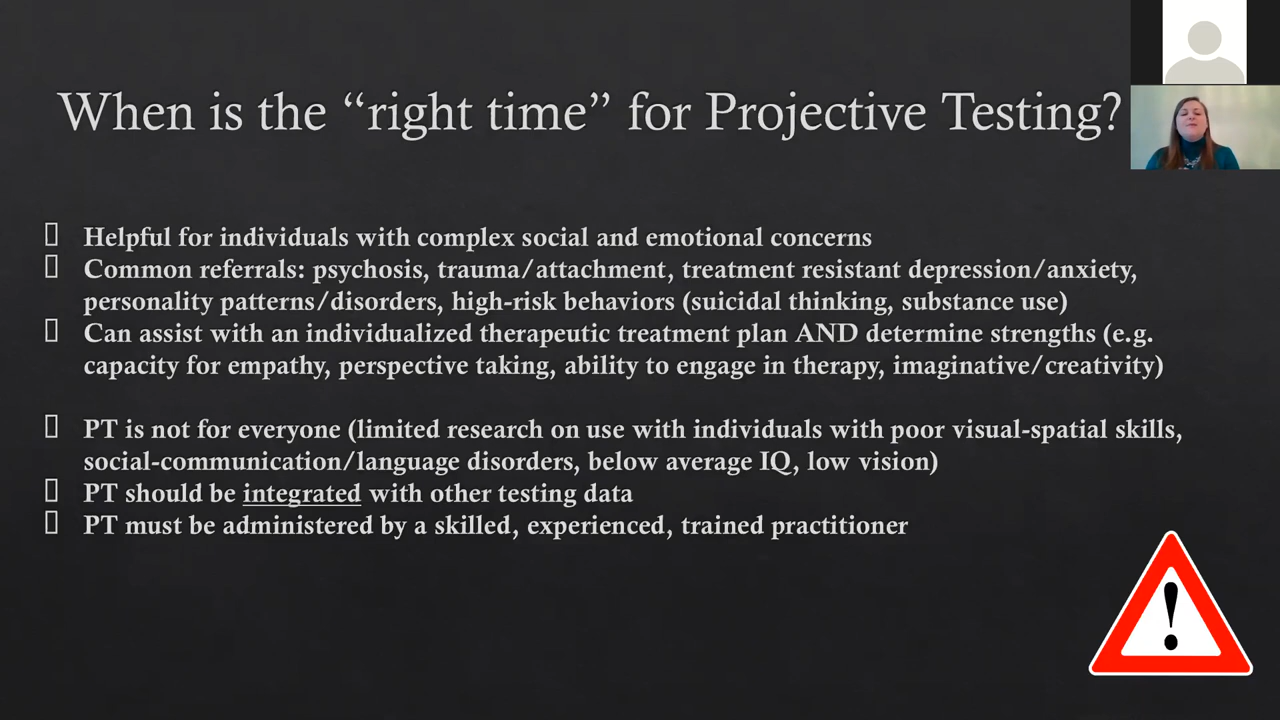 When is the “right time” for Projective Testing?
Helpful for individuals with complex social and emotional concerns
Common referrals: psychosis, trauma/attachment, treatment resistant depression/anxiety,
personality patterns/disorders, high-risk behaviors (suicidal thinking, substance use)
Can assist with an individualized therapeutic treatment plan AND determine strengths (e.g.
capacity for empathy, perspective taking, ability to engage in therapy, imaginative/creativity)
PT is not for everyone (limited research on use with individuals with poor visual-spatial skills,
social-communication/language disorders, below average IQ, low vision)
PT should be integrated with other testing data
PT must be administered by a skilled, experienced, trained practitioner
!